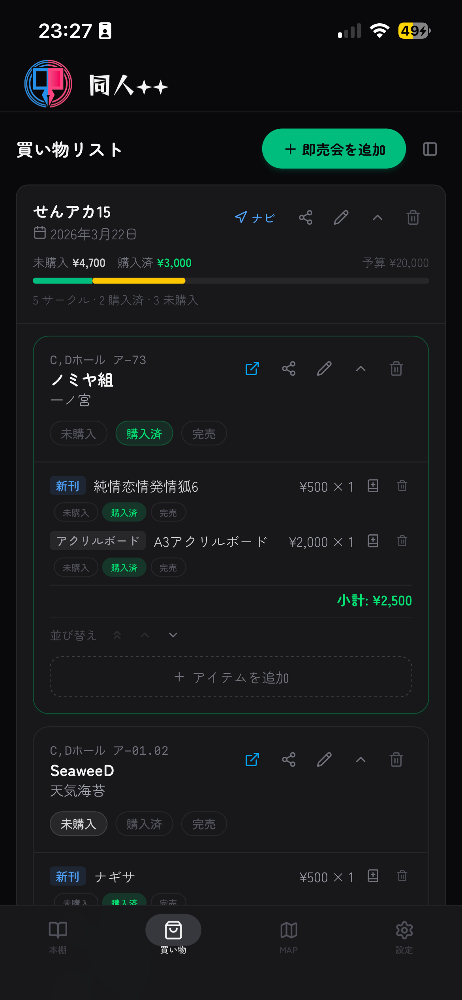 23:27
49
同人✦✦
買い物リスト
+ 即売会を追加
せんアカ15
ナビ
2026年3月22日
未購入 ¥4,700 購入済 ¥3,000 予算 ¥20,000
5 サークル · 2 購入済 · 3 未購入
C,Dホール ア-73
ノミヤ組
一ノ宮
未購入 購入済 完売
新刊 純情恋情発情狐6 ¥500 × 1
未購入 購入済 完売
アクリルボード A3アクリルボード ¥2,000 × 1
未購入 購入済 完売
小計: ¥2,500
並び替え
+ アイテムを追加
C,Dホール ア-01.02
SeaweeD
天気海苔
未購入 購入済 完売
新刊 ナギサ ¥500 × 1
未購入 購入済 完売
本棚 買い物 MAP 設定